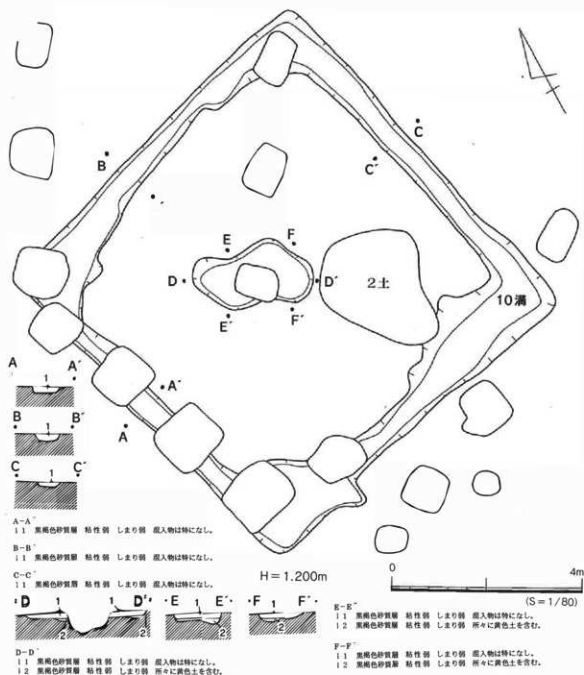 C
B
C´
E
F
D
D´
2土
10溝
E´
F´
A
A´
A´
A
1
B
B´
1
C
C´
1
A-A´
1 黒褐色砂質層 粘性弱 しまり弱 混入物は特になし。
B-B´
1 黒褐色砂質層 粘性弱 しまり弱 混入物は特になし。
C-C´
1 黒褐色砂質層 粘性弱 しまり弱 混入物は特になし。
H=1.200m
0 4m
(S=1/80)
D 1 1 D´
2 2
E 1 E´
2
F 1 F´
2
D-D´
1 黒褐色砂質層 粘性弱 しまり弱 混入物は特になし。
2 黒褐色砂質層 粘性弱 しまり弱 所々に黄色土を含む。
E-E´
1 黒褐色砂質層 粘性弱 しまり弱 混入物は特になし。
2 黒褐色砂質層 粘性弱 しまり弱 所々に黄色土を含む。
F-F´
1 黒褐色砂質層 粘性弱 しまり弱 混入物は特になし。
2 黒褐色砂質層 粘性弱 しまり弱 所々に黄色土を含む。